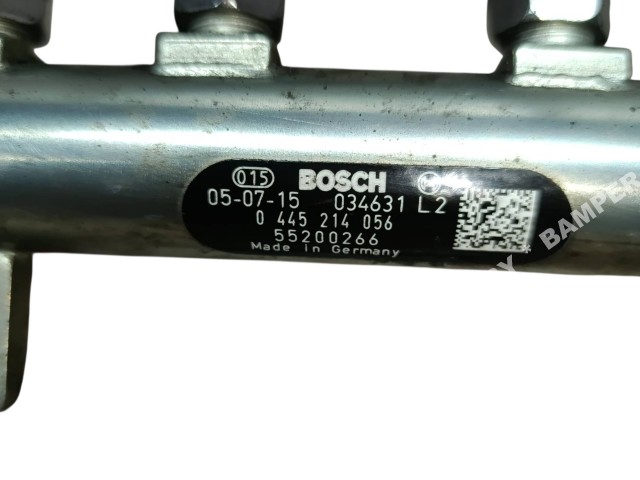 015 BOSCH
05-07-15 034631 L2
0 445 214 056
55200266
Made in Germany
BAMPER